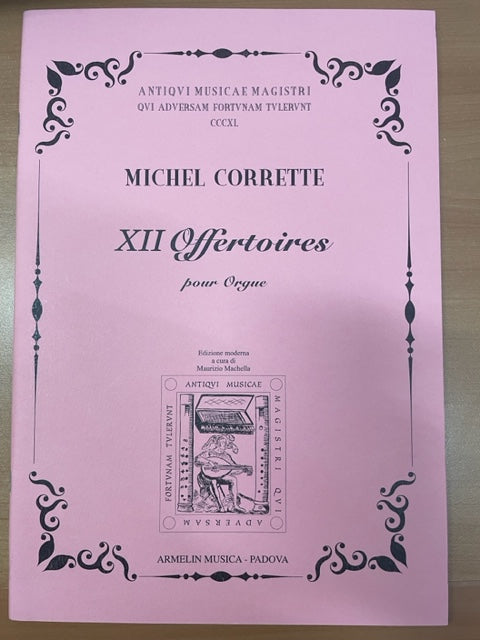 ANTIQVI MUSICAE MAGISTRI
QVI ADVERSAM FORTVNAM TVLERVNT
CCCXL
MICHEL CORRETTE
XII Offertoires
pour Orgue
Edizione moderna
a cura di
Maurizio Machella
ANTIQVI MUSICAE
MAGISTRI QVI
ADVERSAM
FORTVNAM TVLERVNT
ARMELIN MUSICA - PADOVA